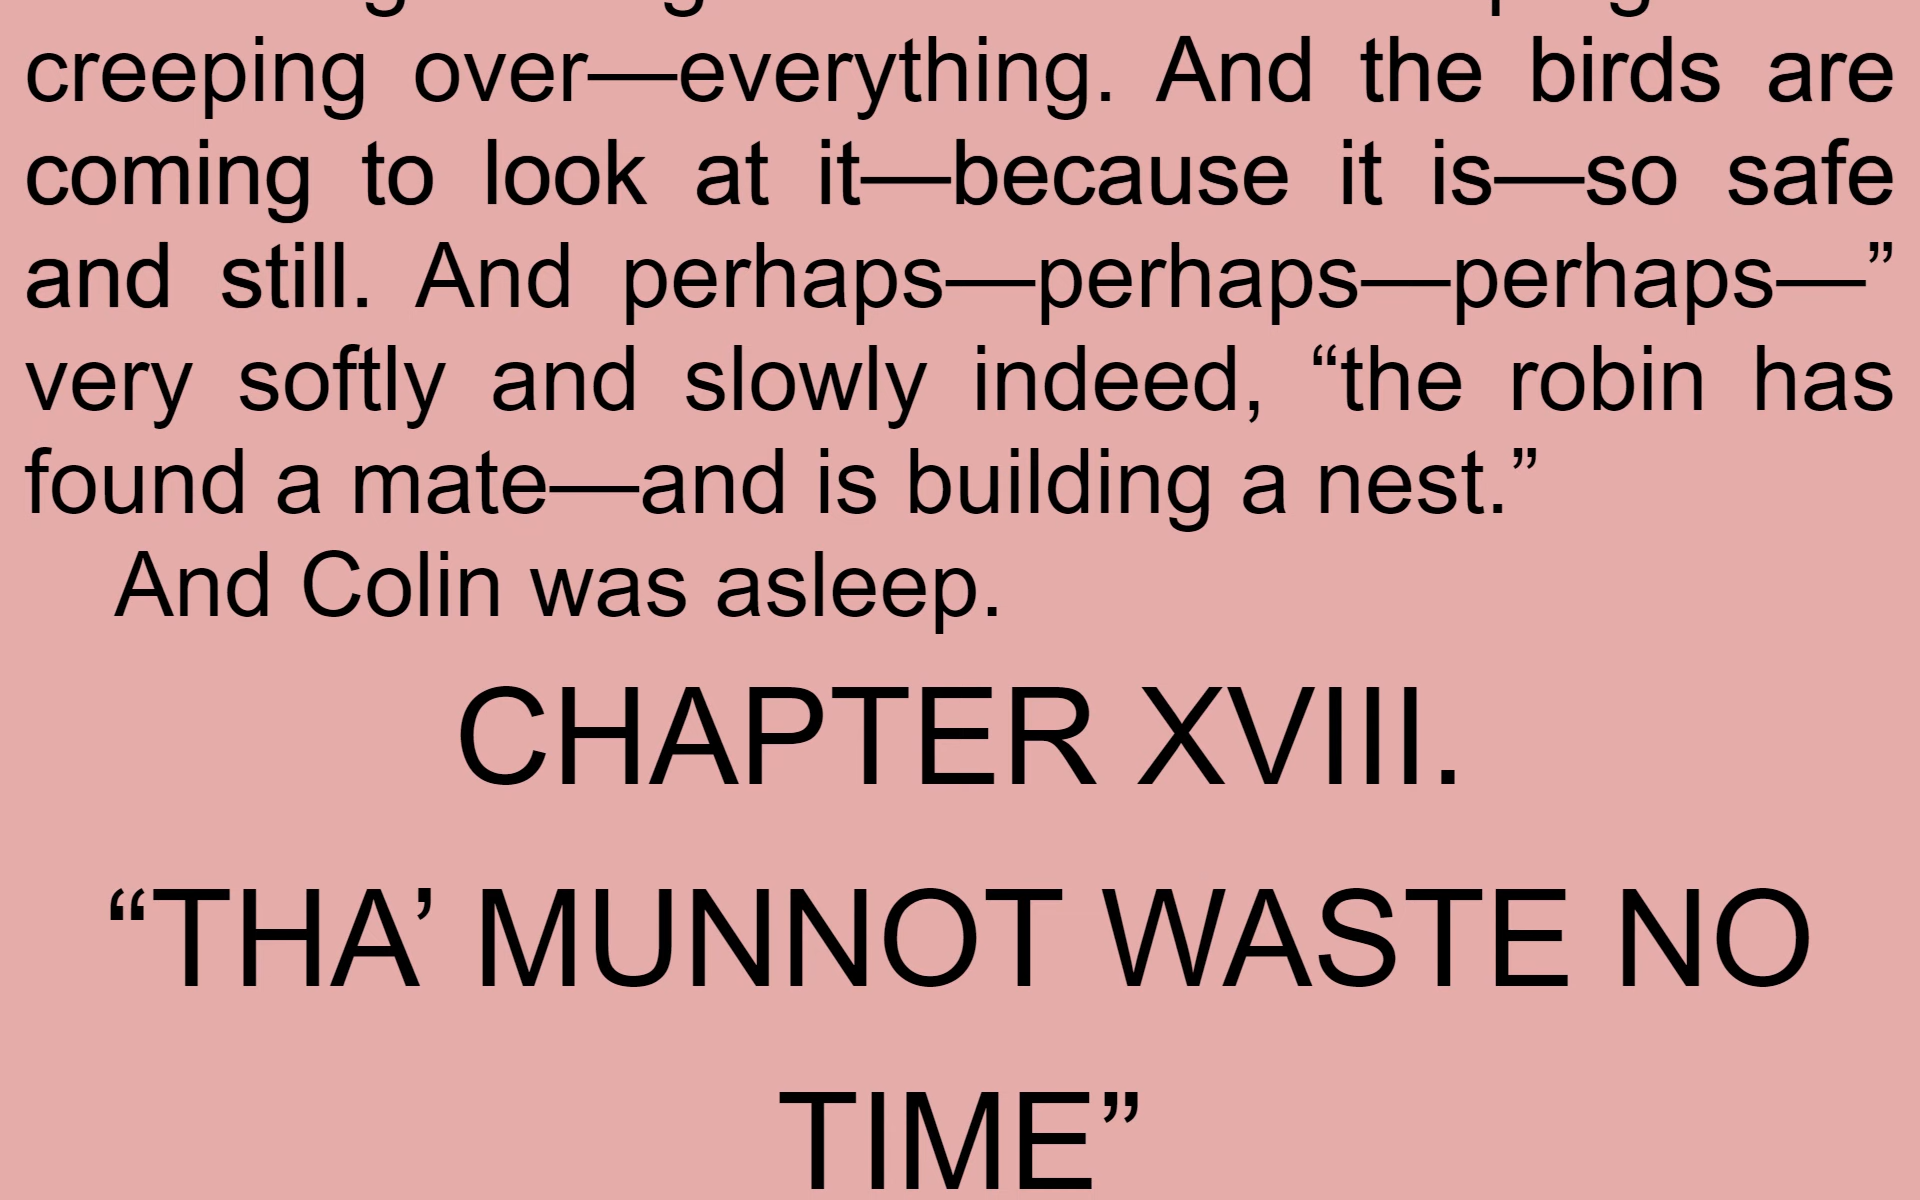 creeping over—everything. And the birds are
coming to look at it—because it is—so safe
and still. And perhaps—perhaps—perhaps—”
very softly and slowly indeed, “the robin has
found a mate—and is building a nest.”
And Colin was asleep.
CHAPTER XVIII.
“THA’ MUNNOT WASTE NO
TIME”